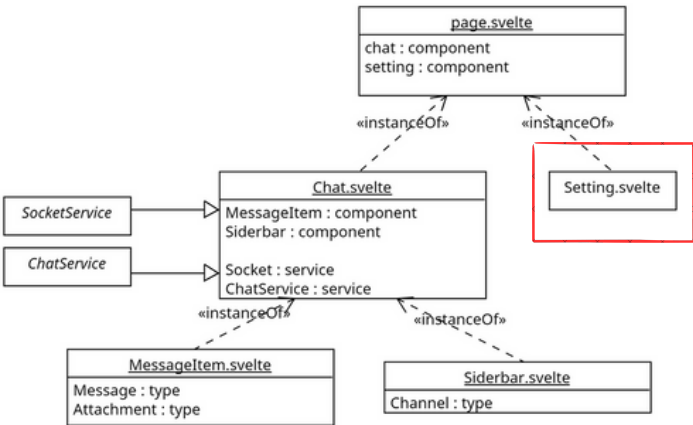 page.svelte
chat : component
setting : component
«instanceOf»
«instanceOf»
Chat.svelte
MessageItem : component
Siderbar : component
Socket : service
ChatService : service
Setting.svelte
SocketService
ChatService
«instanceOf»
«instanceOf»
MessageItem.svelte
Message : type
Attachment : type
Siderbar.svelte
Channel : type